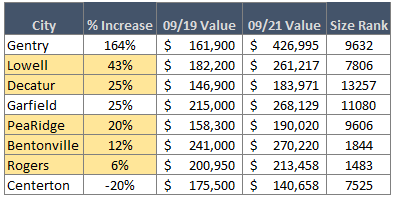 City % Increase 09/19 Value 09/21 Value Size Rank
Gentry 164% $ 161,900 $ 426,995 9632
Lowell 43% $ 182,200 $ 261,217 7806
Decatur 25% $ 146,900 $ 183,971 13257
Garfield 25% $ 215,000 $ 268,129 11080
PeaRidge 20% $ 158,300 $ 190,020 9606
Bentonville 12% $ 241,000 $ 270,220 1844
Rogers 6% $ 200,950 $ 213,458 1483
Centerton -20% $ 175,500 $ 140,658 7525